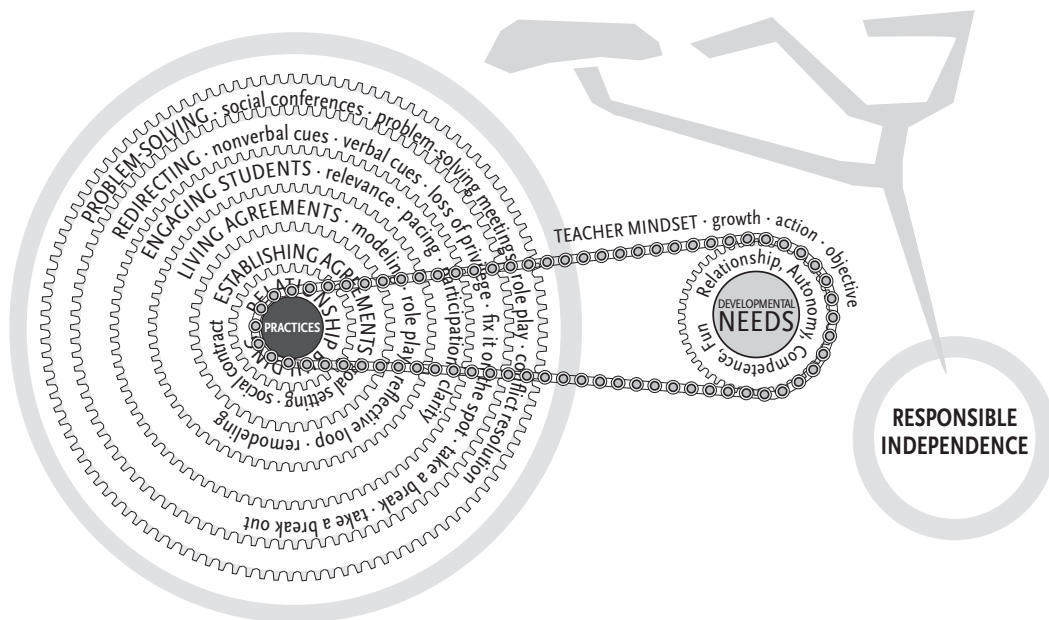 PROBLEM-SOLVING · social conferences · problem-solving meetings · role play · conflict resolution
REDIRECTING · nonverbal cues · verbal cues · loss of privilege · fix it on the spot · take a break · take a break out
ENGAGING STUDENTS · relevance · pacing · participation · clarity
LIVING AGREEMENTS · modeling · role play · reflective loop · remodeling
ESTABLISHING AGREEMENTS · goal setting · social contract
RELATIONSHIP BUILDING
PRACTICES
TEACHER MINDSET · growth · action · objective
Relationship, Autonomy, Competence, Fun
DEVELOPMENTAL
NEEDS
RESPONSIBLE
INDEPENDENCE